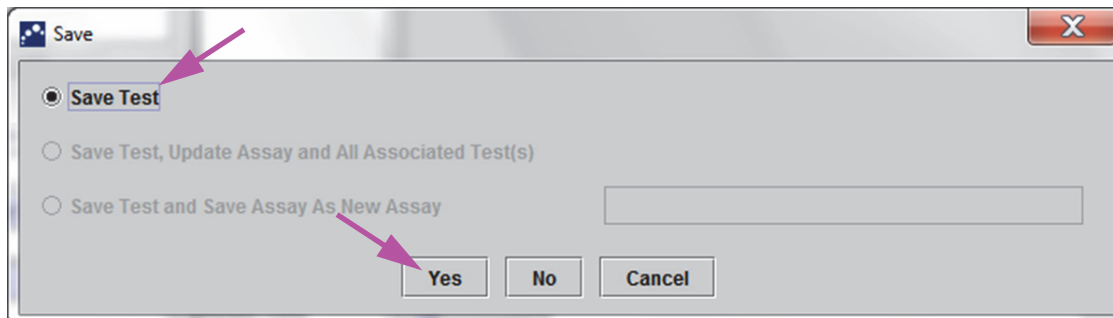 Save
Save Test
Save Test, Update Assay and All Associated Test(s)
Save Test and Save Assay As New Assay
Yes No Cancel